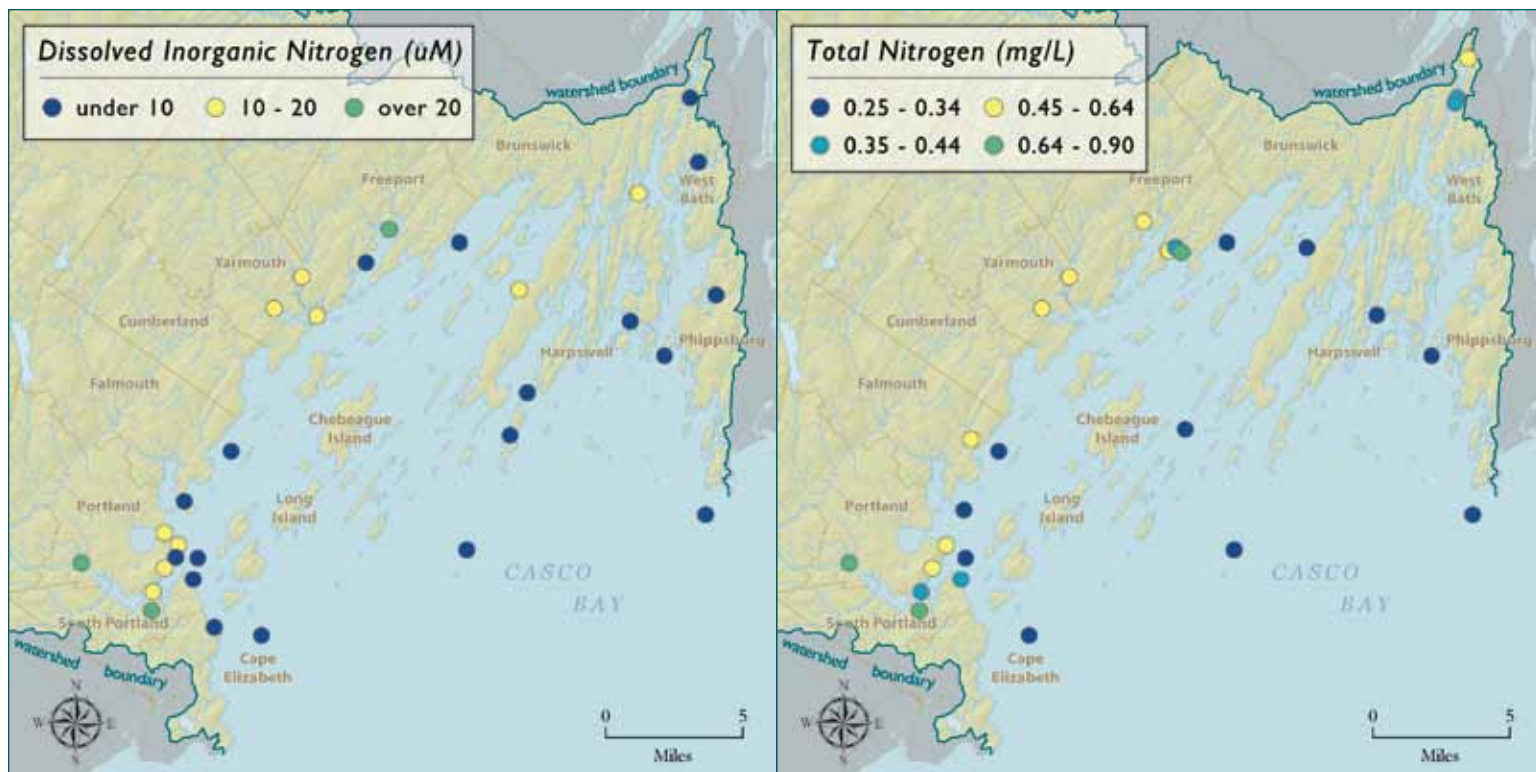 Dissolved Inorganic Nitrogen (uM)
under 10
10 - 20
over 20
watershed boundary
Brunswick
Freeport
West
Bath
Yarmouth
Cumberland
Harpswell
Phippsburg
Falmouth
Chebeague
Island
Portland
Long
Island
CASCO
BAY
South Portland
watershed
boundary
Cape
Elizabeth
N
W
E
S
0
5
Miles
Total Nitrogen (mg/L)
0.25 - 0.34
0.45 - 0.64
0.35 - 0.44
0.64 - 0.90
watershed boundary
Brunswick
Freeport
West
Bath
Yarmouth
Cumberland
Harpswell
Phippsburg
Falmouth
Chebeague
Island
Portland
Long
Island
CASCO
BAY
South Portland
watershed
boundary
Cape
Elizabeth
N
W
E
S
0
5
Miles